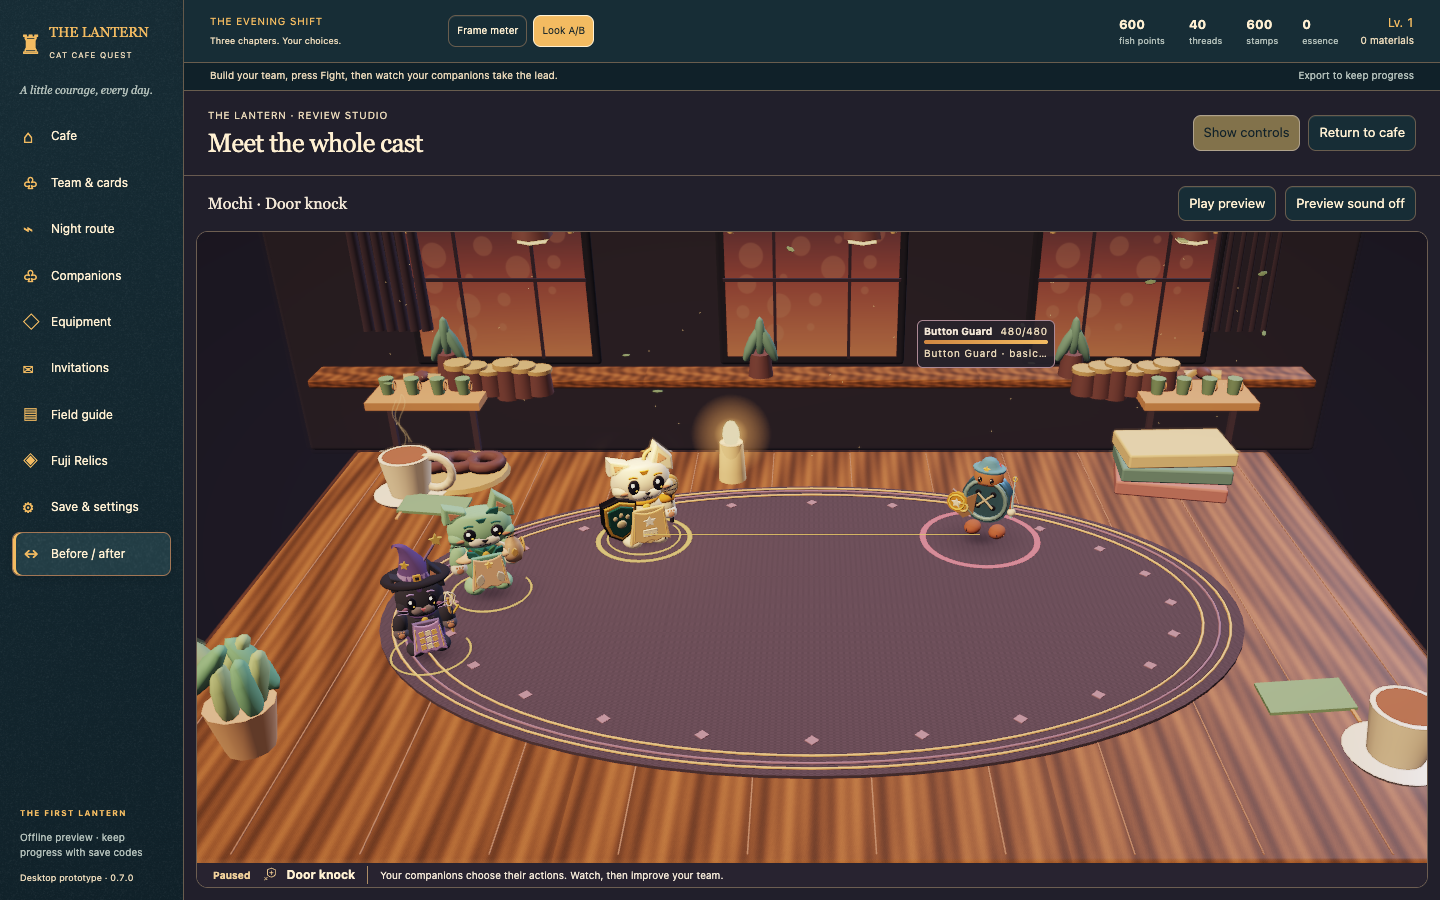 THE LANTERN
CAT CAFE QUEST
A little courage, every day.
Cafe
Team & cards
Night route
Companions
Equipment
Invitations
Field guide
Fuji Relics
Save & settings
Before / after
THE FIRST LANTERN
Offline preview · keep
progress with save codes
Desktop prototype · 0.7.0
THE EVENING SHIFT
Three chapters. Your choices.
Frame meter
Look A/B
600
fish points
40
threads
600
stamps
0
essence
Lv. 1
0 materials
Build your team, press Fight, then watch your companions take the lead.
Export to keep progress
THE LANTERN · REVIEW STUDIO
Meet the whole cast
Show controls
Return to cafe
Mochi · Door knock
Play preview
Preview sound off
Button Guard 480/480
Button Guard · basic...
Paused
Door knock
Your companions choose their actions. Watch, then improve your team.